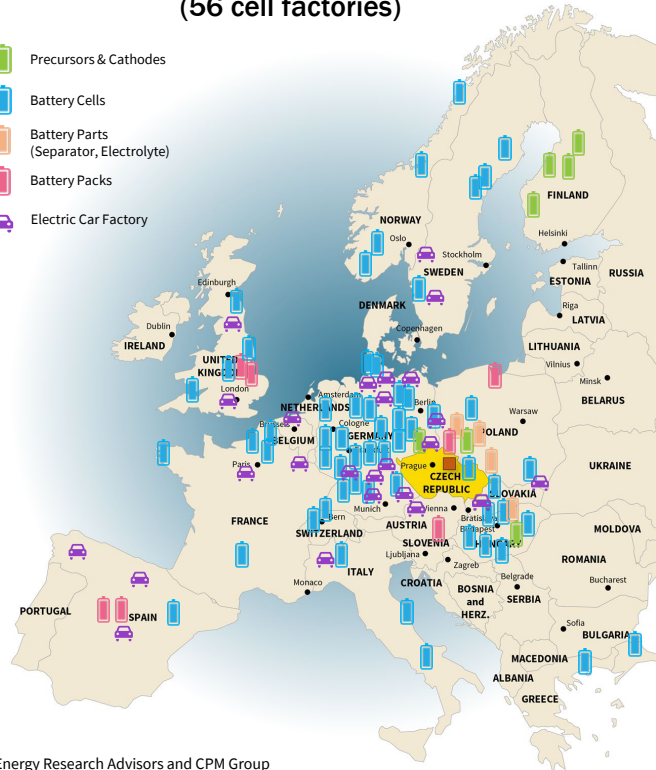 (56 cell factories)
Precursors & Cathodes
Battery Cells
Battery Parts
(Separator, Electrolyte)
Battery Packs
Electric Car Factory
FINLAND
NORWAY
Oslo
Helsinki
Stockholm
SWEDEN
Tallinn
ESTONIA
RUSSIA
Edinburgh
DENMARK
Riga
LATVIA
Dublin
IRELAND
Copenhagen
LITHUANIA
UNITED
KINGDOM
Vilnius
Minsk
London
Amsterdam
NETHERLANDS
Berlin
BELARUS
Warsaw
Brussels
Cologne
BELGIUM
GERMANY
POLAND
Paris
Prague
CZECH
REPUBLIC
UKRAINE
SLOVAKIA
Munich
Vienna
Bern
FRANCE
SWITZERLAND
AUSTRIA
Budapest
HUNGARY
MOLDOVA
SLOVENIA
Ljubljana
ROMANIA
Zagreb
ITALY
Monaco
CROATIA
Belgrade
Bucharest
BOSNIA
and
HERZ.
SERBIA
PORTUGAL
SPAIN
Sofia
BULGARIA
MACEDONIA
ALBANIA
GREECE
Energy Research Advisors and CPM Group